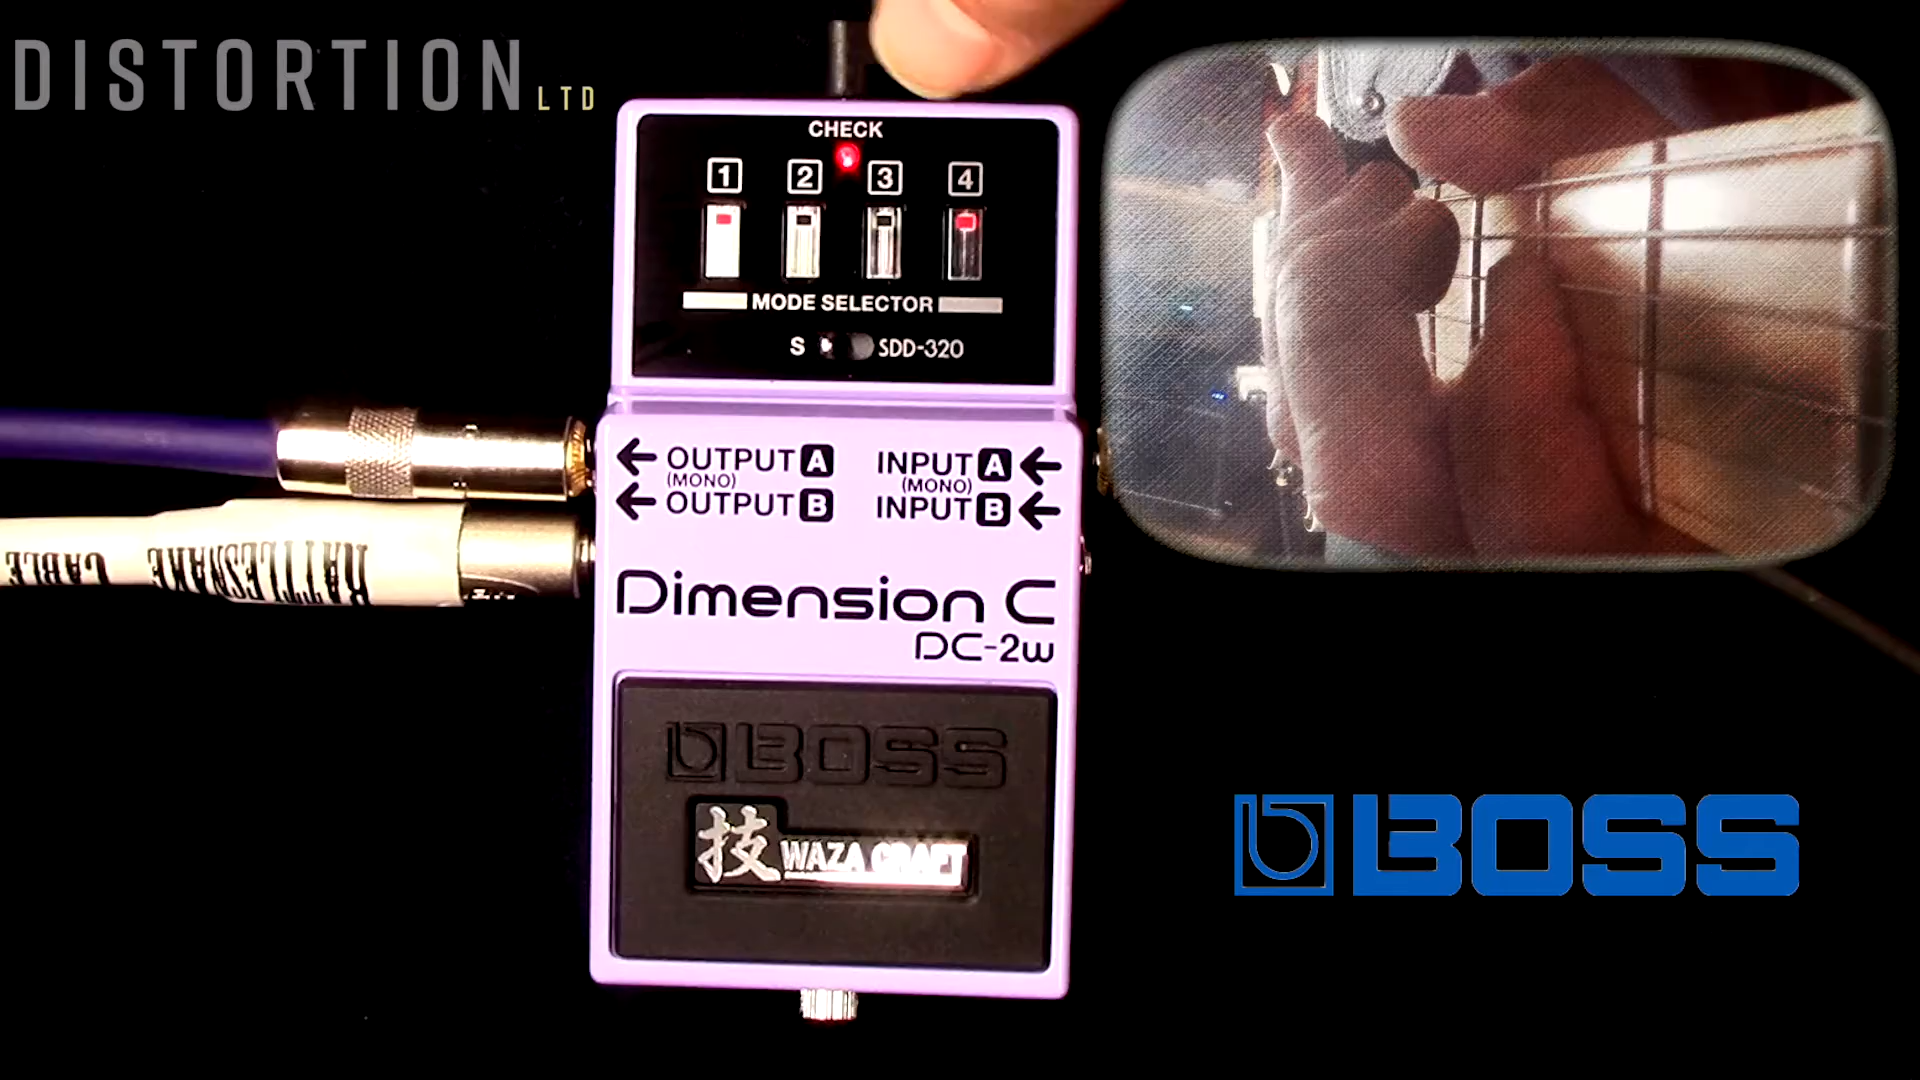 DISTORTION LTD
CHECK
1 2 3 4
MODE SELECTOR
S SDD-320
← OUTPUT A INPUT A ←
(MONO) (MONO)
← OUTPUT B INPUT B ←
RATTLESNAKE CABLE
Dimension C
DC-2w
BOSS
技 WAZA CRAFT
BOSS